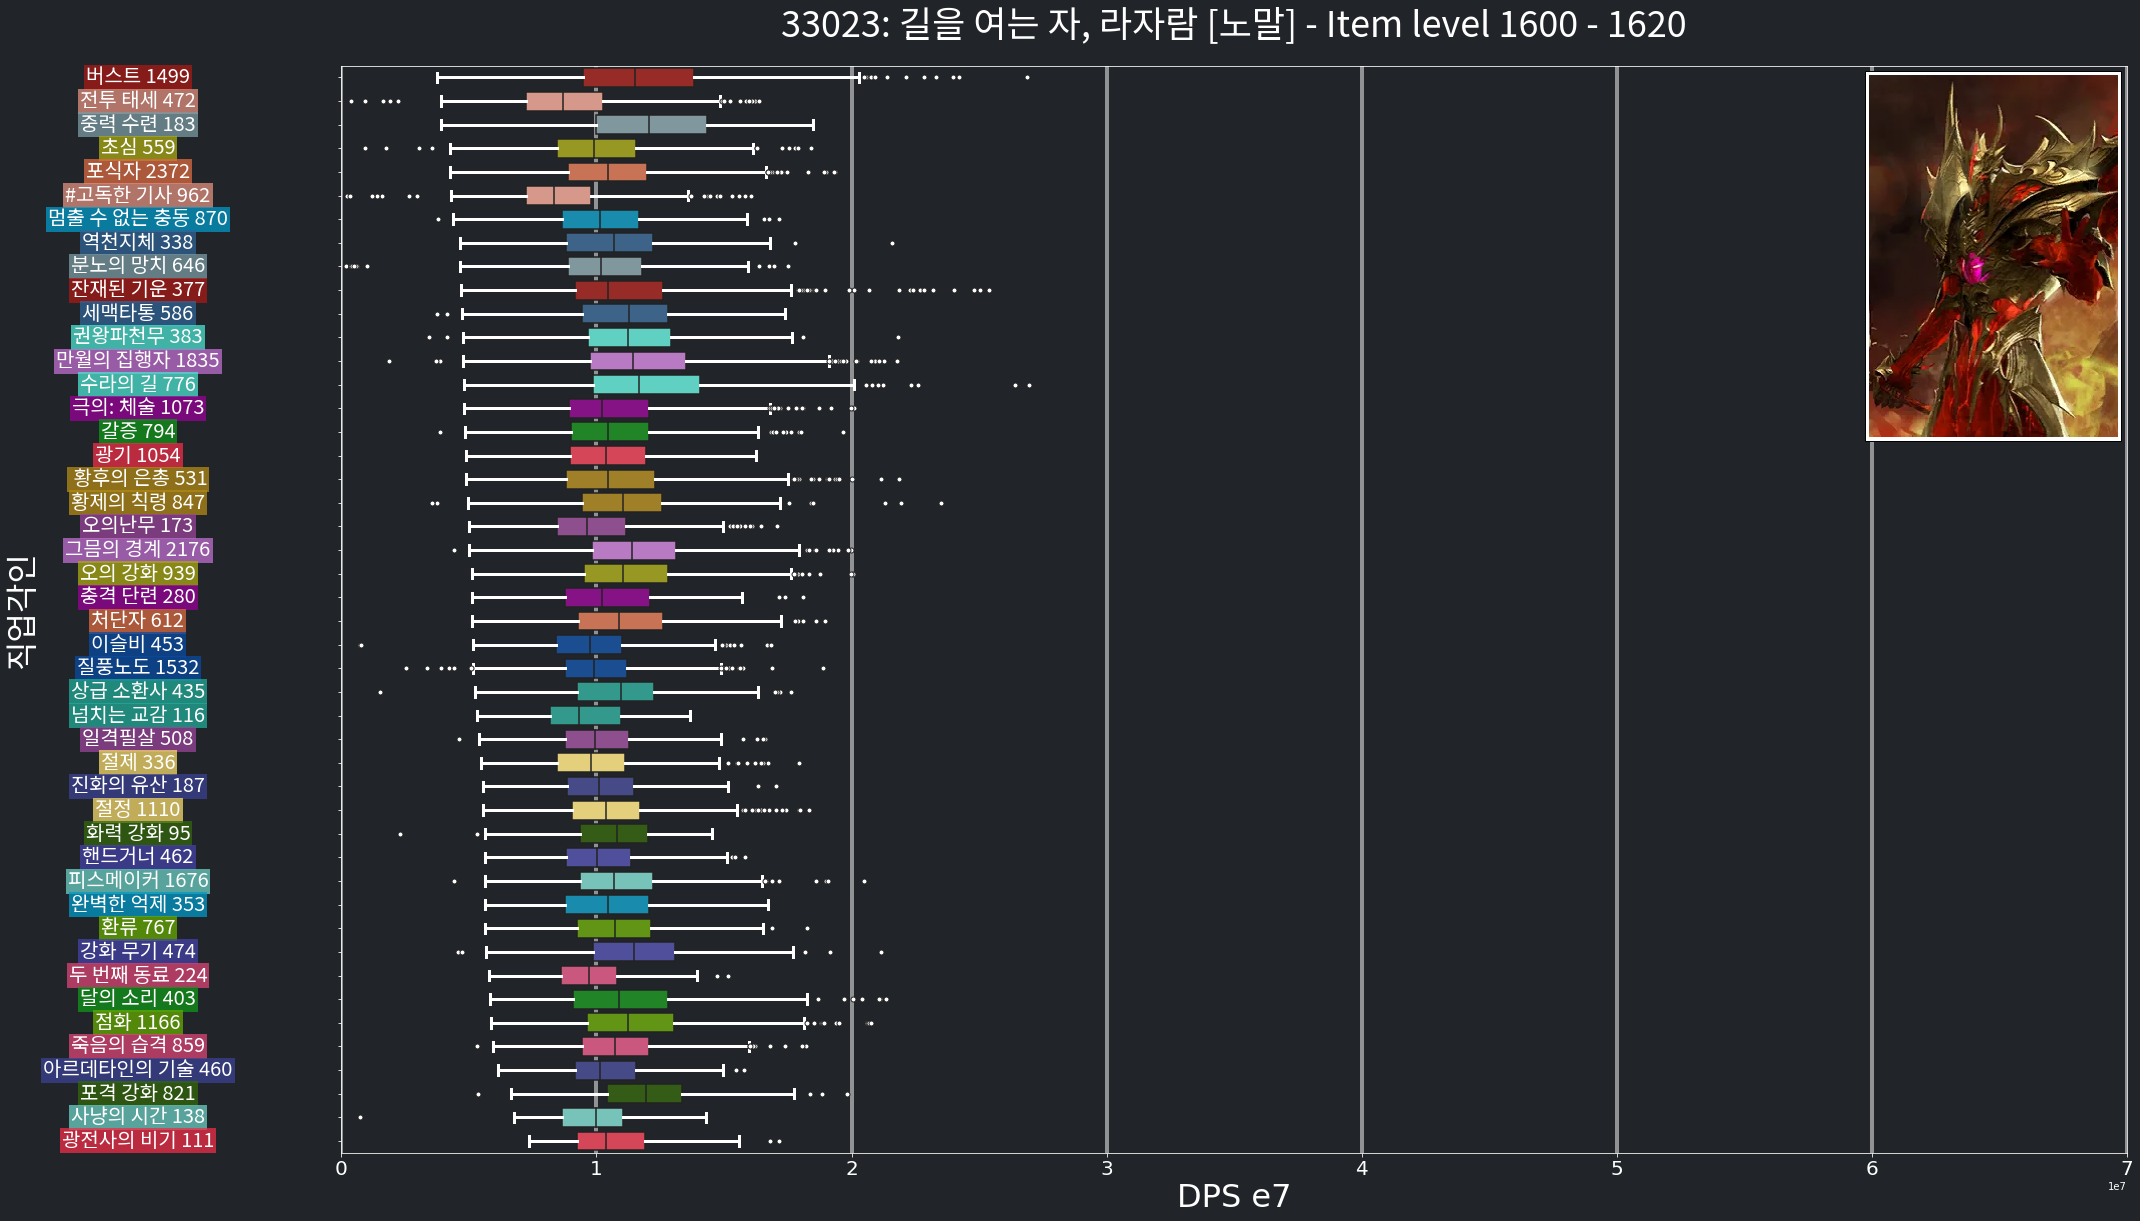 33023: 길을 여는 자, 라자람 [노말] - Item level 1600 - 1620
버스트 1499
전투 태세 472
중력 수련 183
초심 559
포식자 2372
#고독한 기사 962
멈출 수 없는 충동 870
역천지체 338
분노의 망치 646
잔재된 기운 377
세맥타통 586
권왕파천무 383
만월의 집행자 1835
수라의 길 776
극의: 체술 1073
갈증 794
광기 1054
황후의 은총 531
황제의 칙령 847
오의난무 173
그믐의 경계 2176
오의 강화 939
충격 단련 280
처단자 612
이슬비 453
질풍노도 1532
상급 소환사 435
넘치는 교감 116
일격필살 508
절제 336
진화의 유산 187
절정 1110
화력 강화 95
핸드거너 462
피스메이커 1676
완벽한 억제 353
환류 767
강화 무기 474
두 번째 동료 224
달의 소리 403
점화 1166
죽음의 습격 859
아르데타인의 기술 460
포격 강화 821
사냥의 시간 138
광전사의 비기 111
직업각인
0 1 2 3 4 5 6 7
1e7
DPS e7